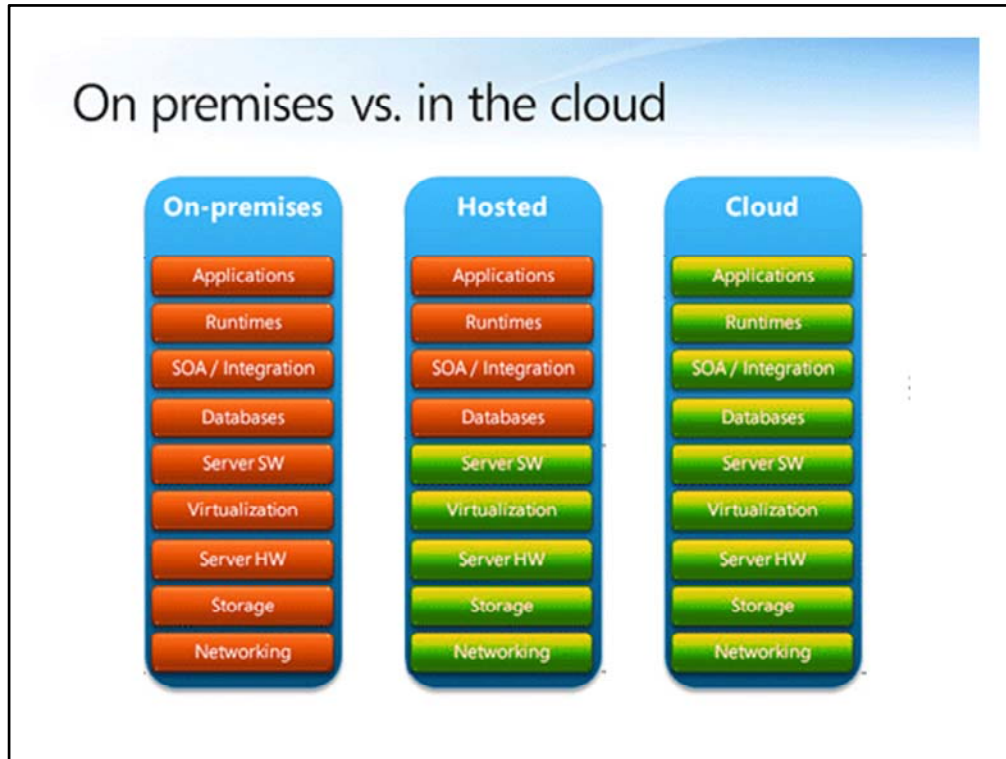 On premises vs. in the cloud
On-premises
Applications
Runtimes
SOA / Integration
Databases
Server SW
Virtualization
Server HW
Storage
Networking
Hosted
Applications
Runtimes
SOA / Integration
Databases
Server SW
Virtualization
Server HW
Storage
Networking
Cloud
Applications
Runtimes
SOA / Integration
Databases
Server SW
Virtualization
Server HW
Storage
Networking